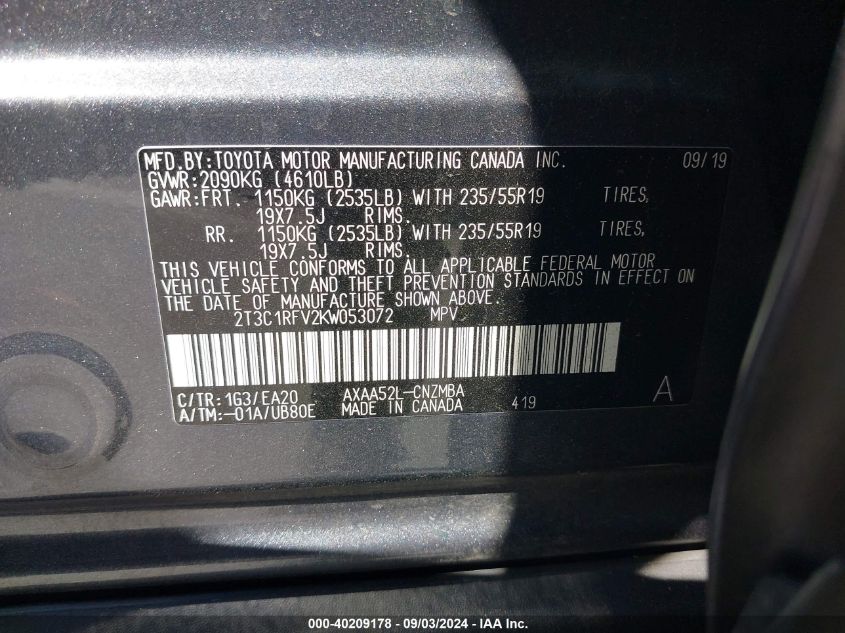 MFD.BY:TOYOTA MOTOR MANUFACTURING CANADA INC. 09/19
GVWR:2090KG (4610LB)
GAWR:FRT. 1150KG (2535LB) WITH 235/55R19 TIRES,
19X7.5J RIMS.
RR. 1150KG (2535LB) WITH 235/55R19 TIRES,
19X7.5J RIMS.
THIS VEHICLE CONFORMS TO ALL APPLICABLE FEDERAL MOTOR
VEHICLE SAFETY AND THEFT PREVENTION STANDARDS IN EFFECT ON
THE DATE OF MANUFACTURE SHOWN ABOVE.
2T3C1RFV2KW053072 MPV
C/TR:1G3/EA20 AXAA52L-CNZMBA
A/TM:-01A/UB80E MADE IN CANADA 419 A
000-40209178 - 09/03/2024 - IAA Inc.